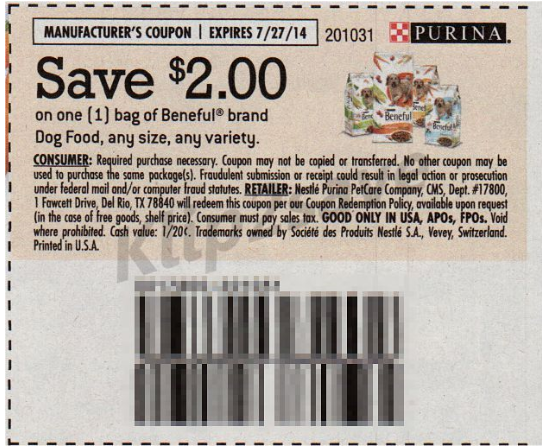 MANUFACTURER'S COUPON | EXPIRES 7/27/14 201031 PURINA
Save $2.00
on one (1) bag of Beneful® brand
Dog Food, any size, any variety.
Beneful
CONSUMER: Required purchase necessary. Coupon may not be copied or transferred. No other coupon may be
used to purchase the same package(s). Fraudulent submission or receipt could result in legal action or prosecution
under federal mail and/or computer fraud statutes. RETAILER: Nestlé Purina PetCare Company, CMS, Dept. #17800,
1 Fawcett Drive, Del Rio, TX 78840 will redeem this coupon per our Coupon Redemption Policy, available upon request
(in the case of free goods, shelf price). Consumer must pay sales tax. GOOD ONLY IN USA, APOs, FPOs. Void
where prohibited. Cash value: 1/20¢. Trademarks owned by Société des Produits Nestlé S.A., Vevey, Switzerland.
Printed in U.S.A.